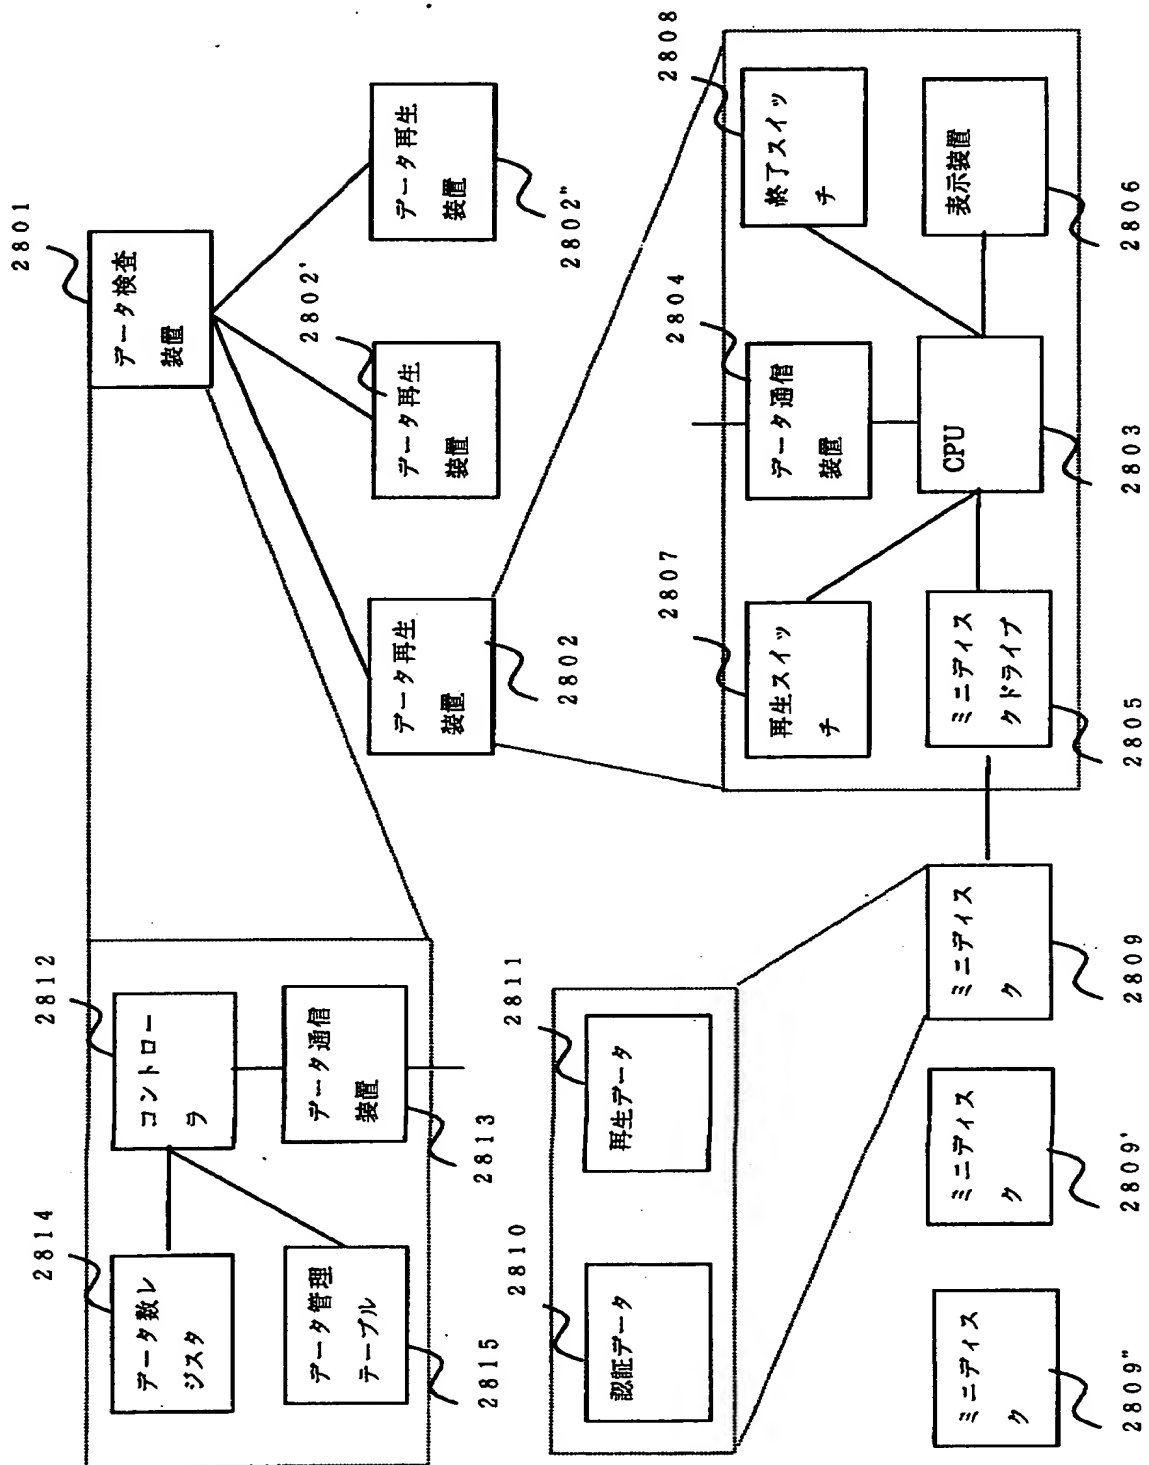 2801
データ検査
装置
データ再生
装置
2802
データ再生
装置
2802'
データ再生
装置
2802"
コントロー
ラ
2812
データ通信
装置
2813
データ数レ
ジスタ
2814
データ管理
テーブル
2815
再生スイッ
チ
2807
データ通信
装置
2804
終了スイッ
チ
2808
ミニディス
クドライブ
2805
CPU
2803
表示装置
2806
認証データ
2810
再生データ
2811
ミニディス
ク
2809
ミニディス
ク
2809'
ミニディス
ク
2809"